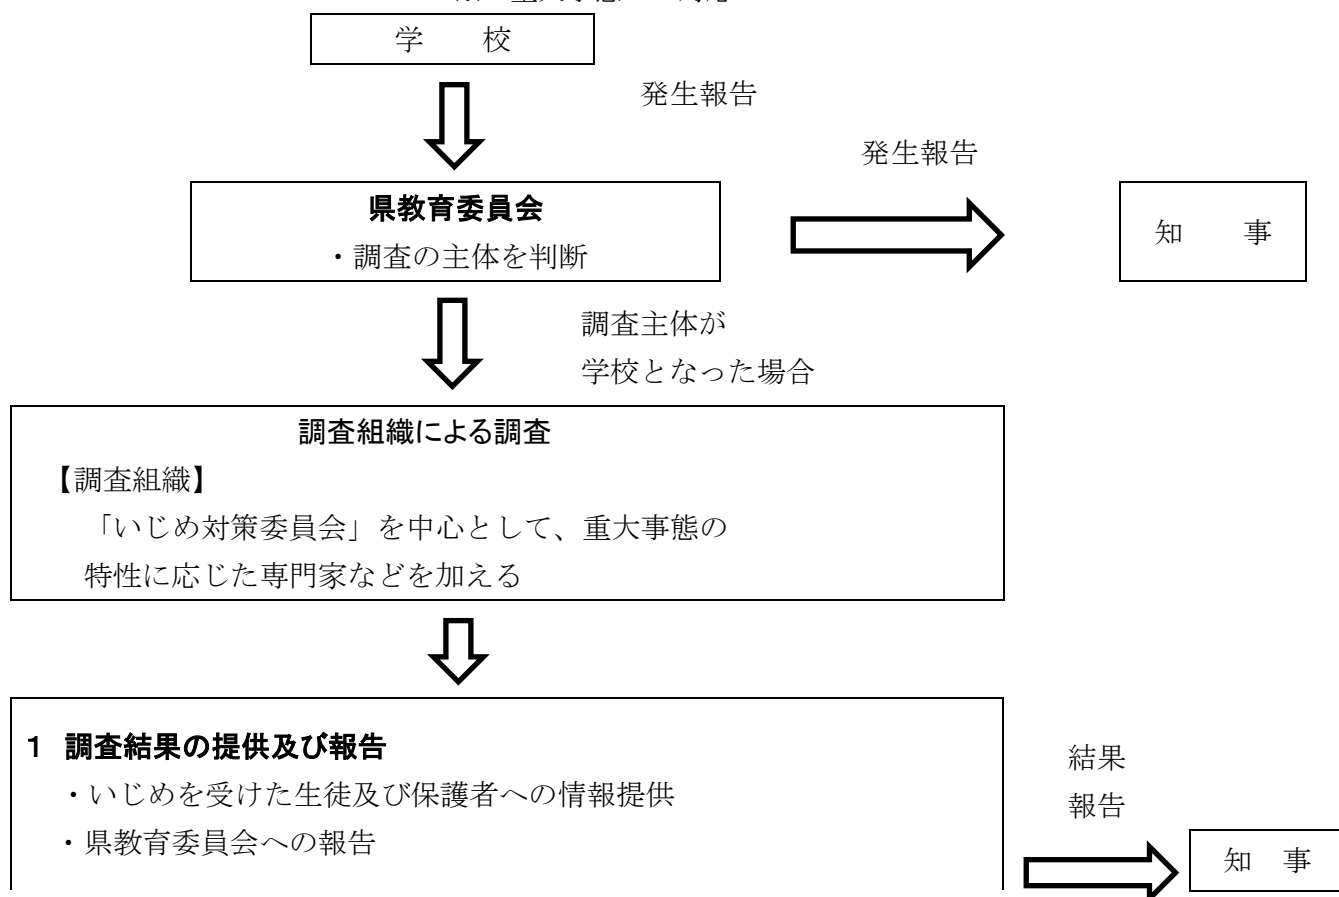 学　　校
発生報告
発生報告
県教育委員会
・調査の主体を判断
知　　事
調査主体が
学校となった場合
調査組織による調査
【調査組織】
「いじめ対策委員会」を中心として、重大事態の
特性に応じた専門家などを加える
1 調査結果の提供及び報告
・いじめを受けた生徒及び保護者への情報提供
・県教育委員会への報告
結果
報告
知　事